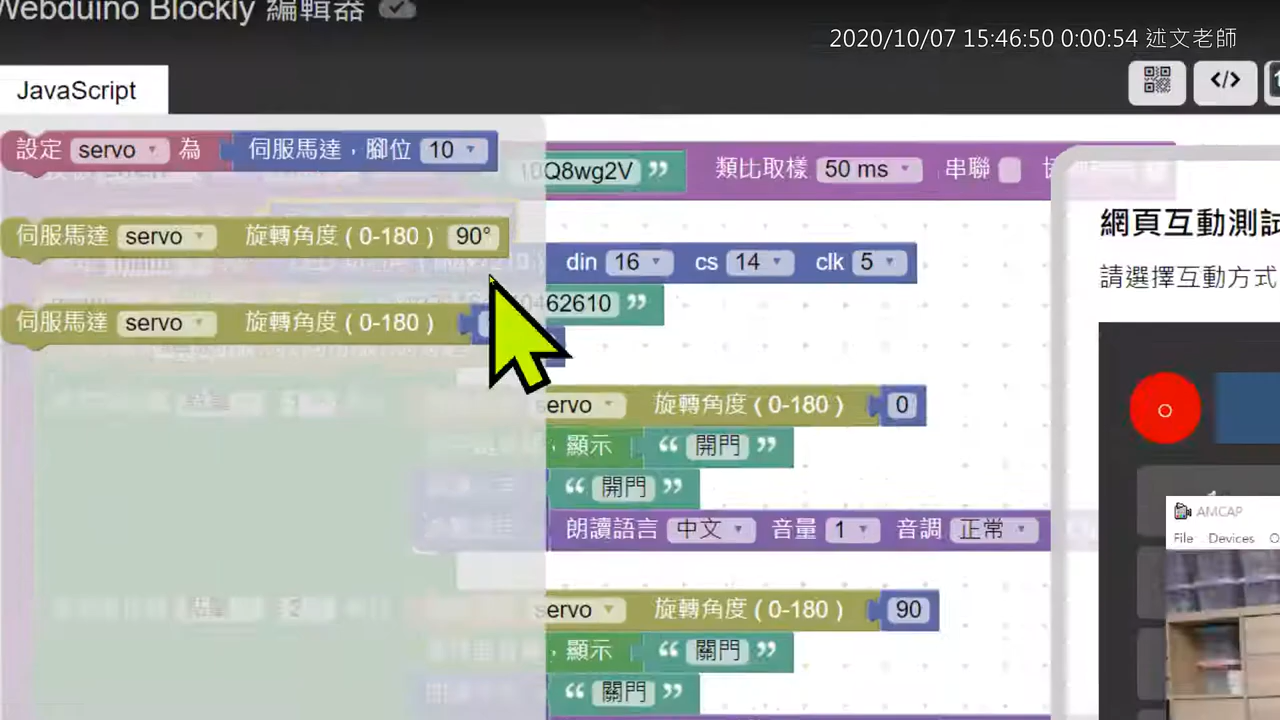 Webduino Blockly 編輯器
2020/10/07 15:46:50 0:00:54 述文老師
JavaScript
</>
設定 servo 為 伺服馬達,腳位 10
0Q8wg2V ” 類比取樣 50 ms 串聯
伺服馬達 servo 旋轉角度 ( 0-180 ) 90°
網頁互動測試
din 16 cs 14 clk 5
請選擇互動方式
462610 ”
伺服馬達 servo 旋轉角度 ( 0-180 )
servo 旋轉角度 ( 0-180 ) 0
,顯示 “ 開門 ”
“ 開門 ”
朗讀語言 中文 音量 1 音調 正常
AMCAP
File Devices O
servo 旋轉角度 ( 0-180 ) 90
,顯示 “ 關門 ”
“ 關門 ”